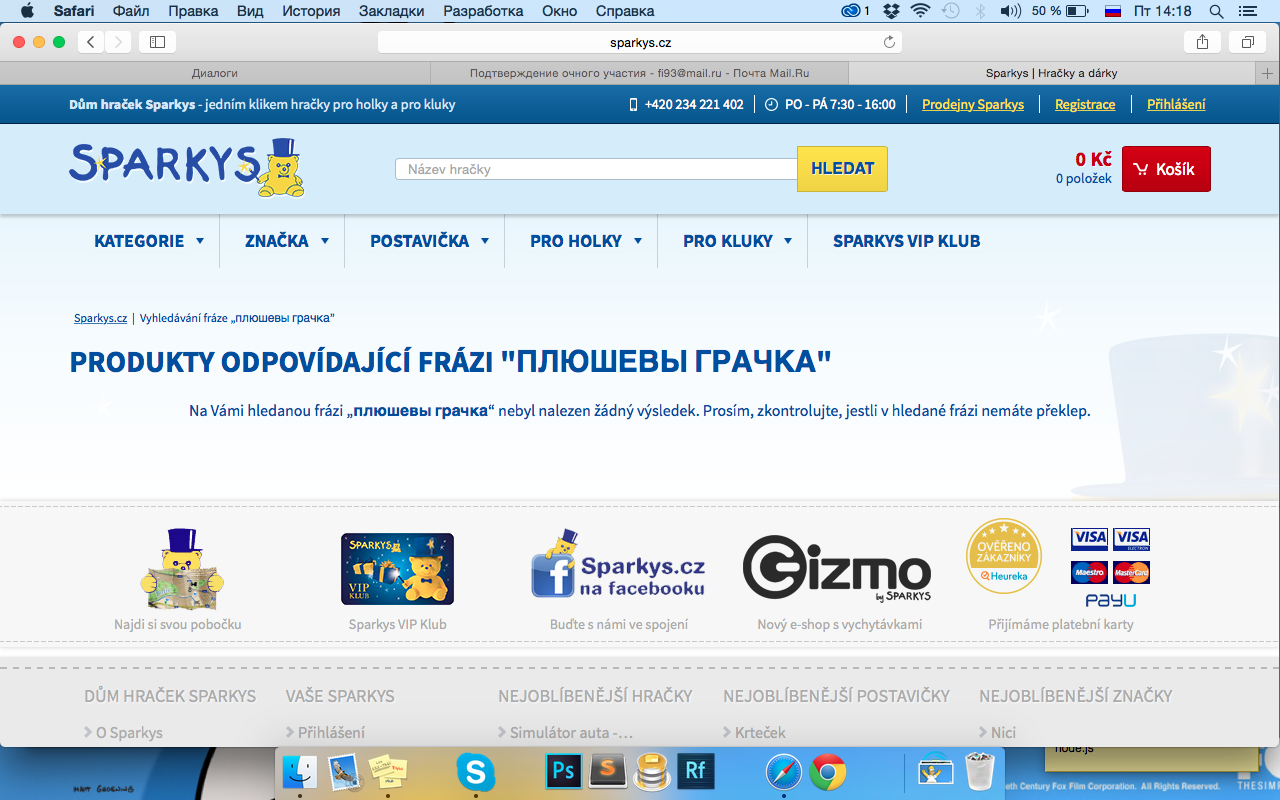 Safari Файл Правка Вид История Закладки Разработка Окно Справка 1 50 % Пт 14:18
sparkys.cz
Диалоги Подтверждение очного участия - fi93@mail.ru - Почта Mail.Ru Sparkys | Hračky a dárky
Dům hraček Sparkys - jedním klikem hračky pro holky a pro kluky +420 234 221 402 PO - PÁ 7:30 - 16:00 Prodejny Sparkys Registrace Přihlášení
SPARKYS Název hračky HLEDAT 0 Kč Košík
0 položek
KATEGORIE ZNAČKA POSTAVIČKA PRO HOLKY PRO KLUKY SPARKYS VIP KLUB
Sparkys.cz | Vyhledávání fráze „плюшевы грачка"
PRODUKTY ODPOVÍDAJÍCÍ FRÁZI "ПЛЮШЕВЫ ГРАЧКА"
Na Vámi hledanou frázi „плюшевы грачка“ nebyl nalezen žádný výsledek. Prosím, zkontrolujte, jestli v hledané frázi nemáte překlep.
SPARKYS
VIP
KLUB
f Sparkys.cz
na facebooku
Gizmo
by SPARKYS
OVĚŘENO
ZÁKAZNÍKY
Heureka
VISA VISA
ELECTRON
Maestro MasterCard
PayU
Najdi si svou pobočku Sparkys VIP Klub Buďte s námi ve spojení Nový e-shop s vychytávkami Přijímáme platební karty
DŮM HRAČEK SPARKYS VAŠE SPARKYS NEJOBLÍBENĚJŠÍ HRAČKY NEJOBLÍBENĚJŠÍ POSTAVIČKY NEJOBLÍBENĚJŠÍ ZNAČKY
O Sparkys Přihlášení Simulátor auta -… Krteček Nici
node.js
S Ps S Rf
MATT GROENING
eth Century Fox Film Corporation. All Rights Reserved. THESIMP